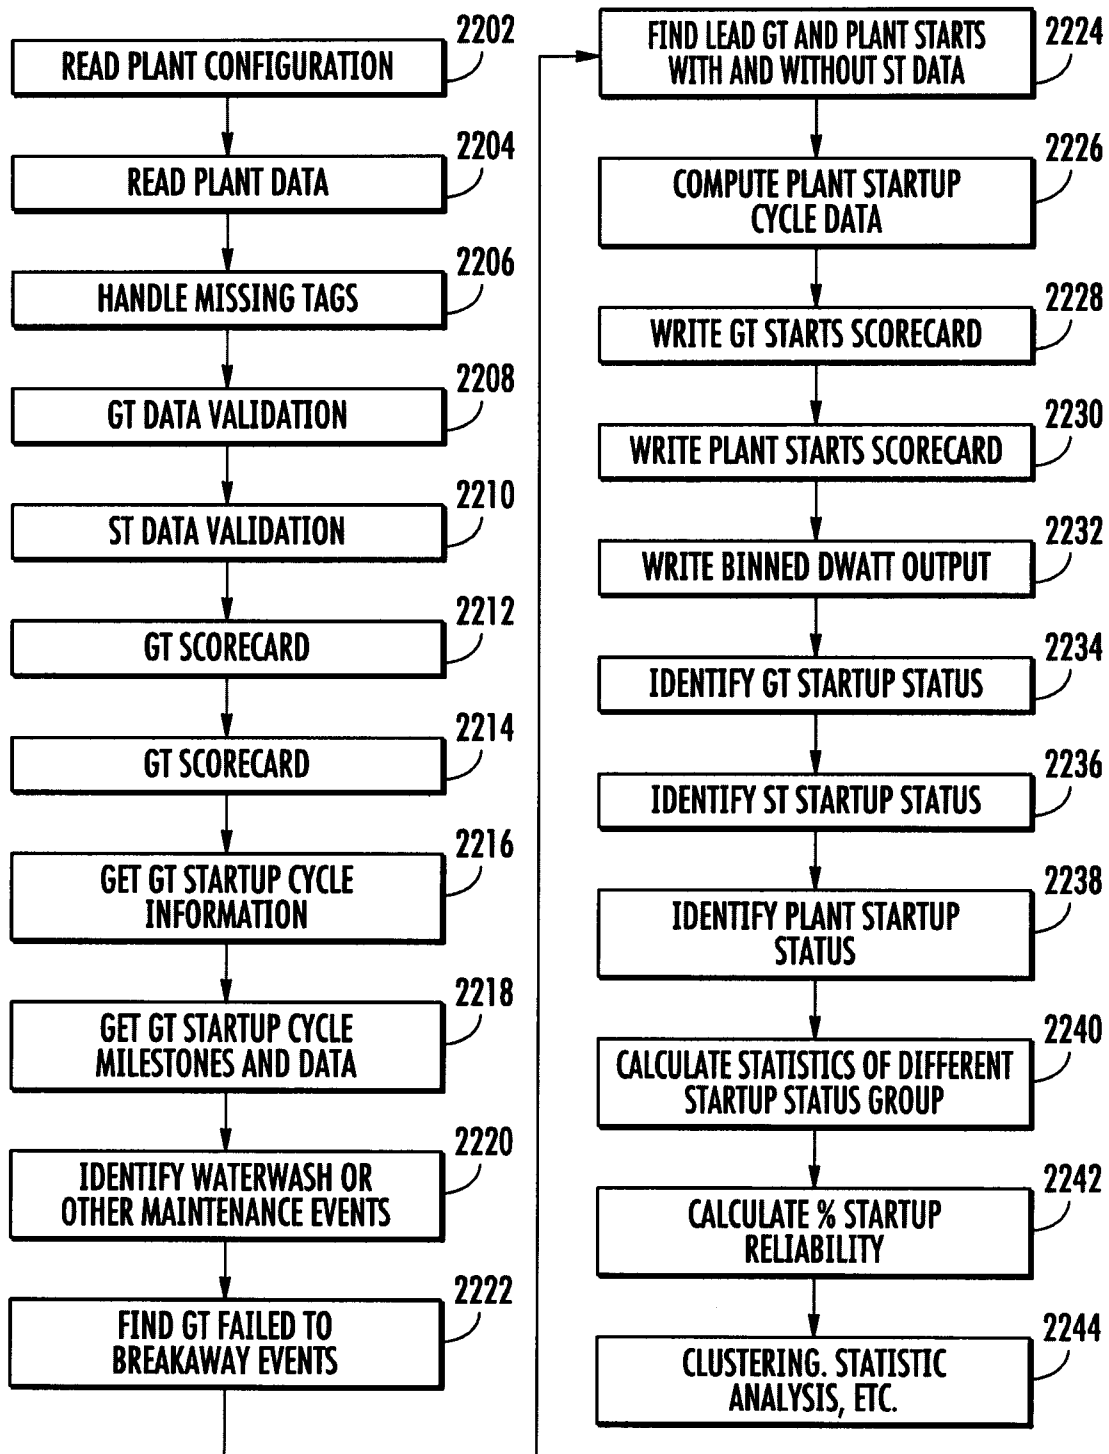 READ PLANT CONFIGURATION
2202
READ PLANT DATA
2204
HANDLE MISSING TAGS
2206
GT DATA VALIDATION
2208
ST DATA VALIDATION
2210
GT SCORECARD
2212
GT SCORECARD
2214
GET GT STARTUP CYCLE
INFORMATION
2216
GET GT STARTUP CYCLE
MILESTONES AND DATA
2218
IDENTIFY WATERWASH OR
OTHER MAINTENANCE EVENTS
2220
FIND GT FAILED TO
BREAKAWAY EVENTS
2222
FIND LEAD GT AND PLANT STARTS
WITH AND WITHOUT ST DATA
2224
COMPUTE PLANT STARTUP
CYCLE DATA
2226
WRITE GT STARTS SCORECARD
2228
WRITE PLANT STARTS SCORECARD
2230
WRITE BINNED DWATT OUTPUT
2232
IDENTIFY GT STARTUP STATUS
2234
IDENTIFY ST STARTUP STATUS
2236
IDENTIFY PLANT STARTUP
STATUS
2238
CALCULATE STATISTICS OF DIFFERENT
STARTUP STATUS GROUP
2240
CALCULATE % STARTUP
RELIABILITY
2242
CLUSTERING. STATISTIC
ANALYSIS, ETC.
2244